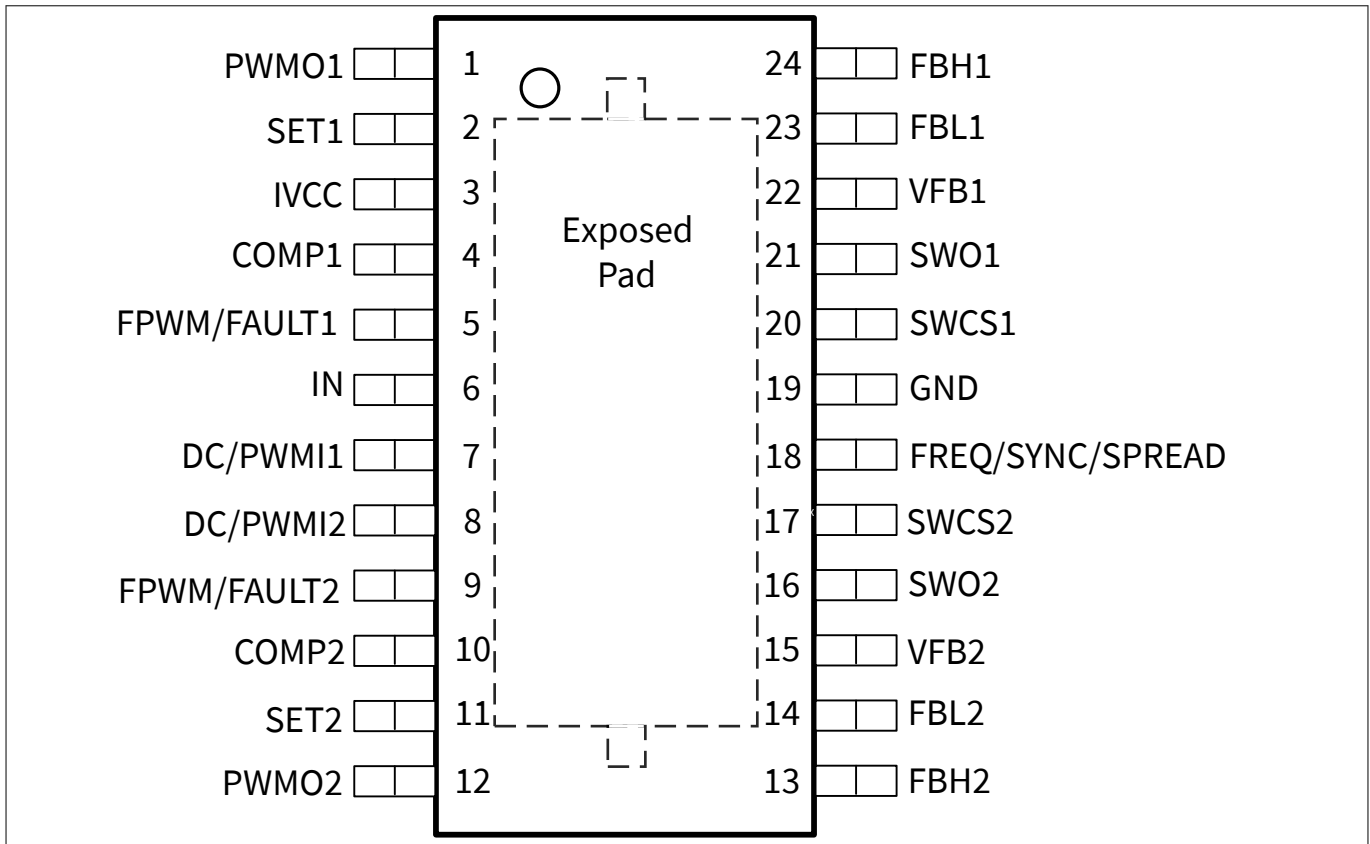 PWMO1 1 24 FBH1
SET1 2 23 FBL1
IVCC 3 22 VFB1
Exposed
Pad
COMP1 4 21 SWO1
FPWM/FAULT1 5 20 SWCS1
IN 6 19 GND
DC/PWMI1 7 18 FREQ/SYNC/SPREAD
DC/PWMI2 8 17 SWCS2
FPWM/FAULT2 9 16 SWO2
COMP2 10 15 VFB2
SET2 11 14 FBL2
PWMO2 12 13 FBH2